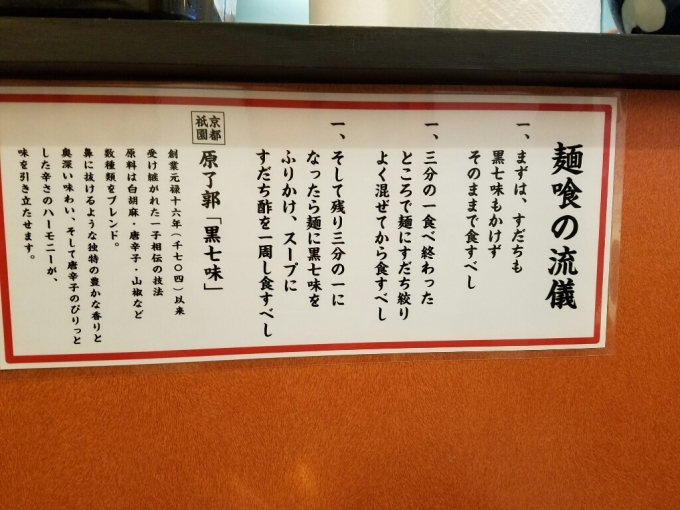 麺喰の流儀
一、まずは、すだちも
黒七味もかけず
そのままで食すべし
一、三分の一食べ終わった
ところで麺にすだち絞り
よく混ぜてから食すべし
一、そして残り三分の一に
なったら麺に黒七味を
ふりかけ、スープに
すだち酢を一周し食すべし
京都
祇園
原了郭「黒七味」
創業元禄十六年(千七〇四)以来
受け継がれた一子相伝の技法
原料は白胡麻・唐辛子・山椒など
数種類をブレンド。
鼻に抜けるような独特の豊かな香りと
奥深い味わい、そして唐辛子のぴりっと
した辛さのハーモニーが、
味を引き立たせます。